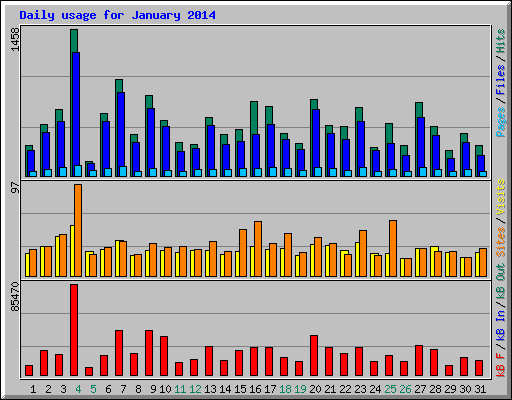 Daily usage for January 2014
1458
Pages / Files / Hits
97
Sites / Visits
85470
kB F / kB In / kB Out
1 2 3 4 5 6 7 8 9 10 11 12 13 14 15 16 17 18 19 20 21 22 23 24 25 26 27 28 29 30 31